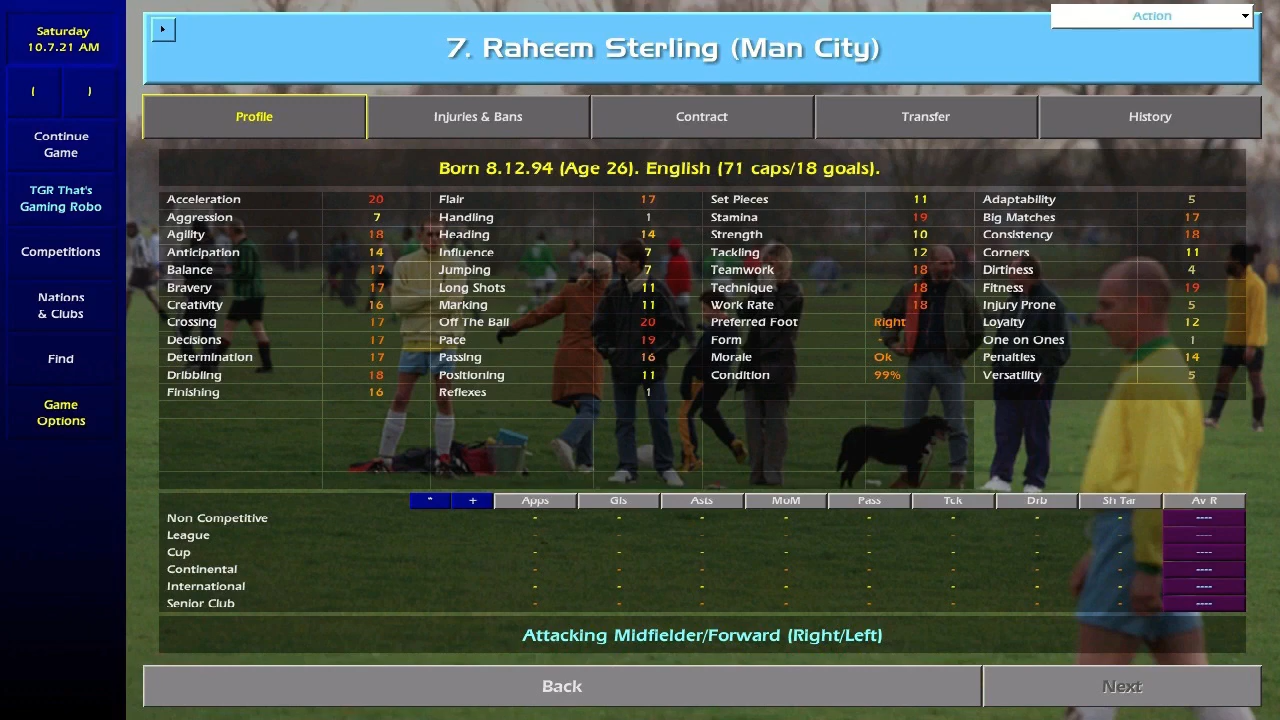 Saturday
10.7.21 AM
Continue
Game
TGR That's
Gaming Robo
Competitions
Nations
& Clubs
Find
Game
Options
Action
7. Raheem Sterling (Man City)
Profile Injuries & Bans Contract Transfer History
Born 8.12.94 (Age 26). English (71 caps/18 goals).
Acceleration 20 Flair 17 Set Pieces 11 Adaptability 5
Aggression 7 Handling 1 Stamina 19 Big Matches 17
Agility 18 Heading 14 Strength 10 Consistency 18
Anticipation 14 Influence 7 Tackling 12 Corners 11
Balance 17 Jumping 7 Teamwork 18 Dirtiness 4
Bravery 17 Long Shots 11 Technique 18 Fitness 19
Creativity 16 Marking 11 Work Rate 18 Injury Prone 5
Crossing 17 Off The Ball 20 Preferred Foot Right Loyalty 12
Decisions 17 Pace 19 Form - One on Ones 1
Determination 17 Passing 16 Morale Ok Penalties 14
Dribbling 18 Positioning 11 Condition 99% Versatility 5
Finishing 16 Reflexes 1
" + Apps Gls Asts MoM Pass Tck Drb Sh Tar Av R
Non Competitive - - - - - - - - ----
League - - - - - - - - ----
Cup - - - - - - - - ----
Continental - - - - - - - - ----
International - - - - - - - - ----
Senior Club - - - - - - - - ----
Attacking Midfielder/Forward (Right/Left)
Back Next